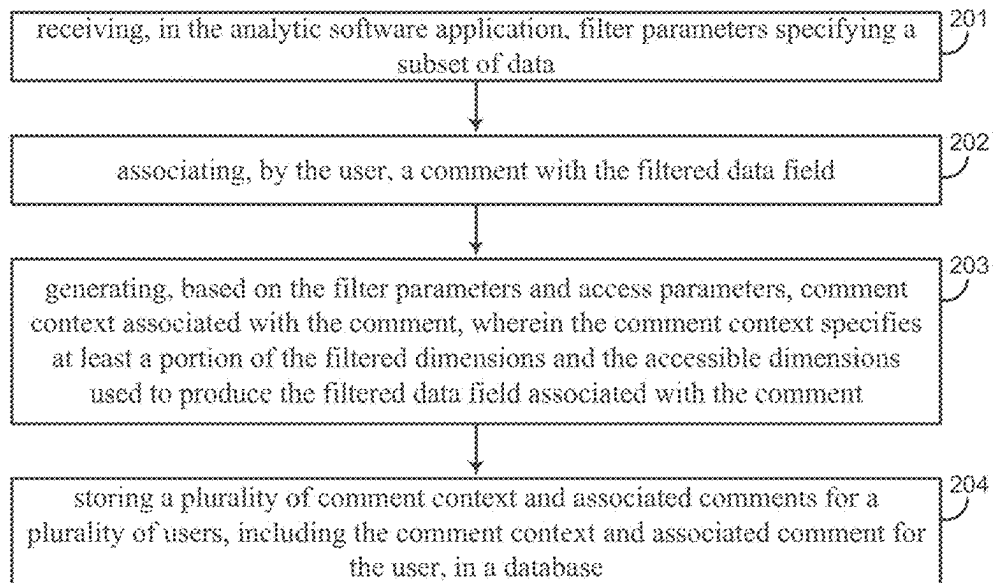 receiving, in the analytic software application, filter parameters specifying a
subset of data
201
associating, by the user, a comment with the filtered data field
202
generating, based on the filter parameters and access parameters, comment
context associated with the comment, wherein the comment context specifies
at least a portion of the filtered dimensions and the accessible dimensions
used to produce the filtered data field associated with the comment
203
storing a plurality of comment context and associated comments for a
plurality of users, including the comment context and associated comment for
the user, in a database
204